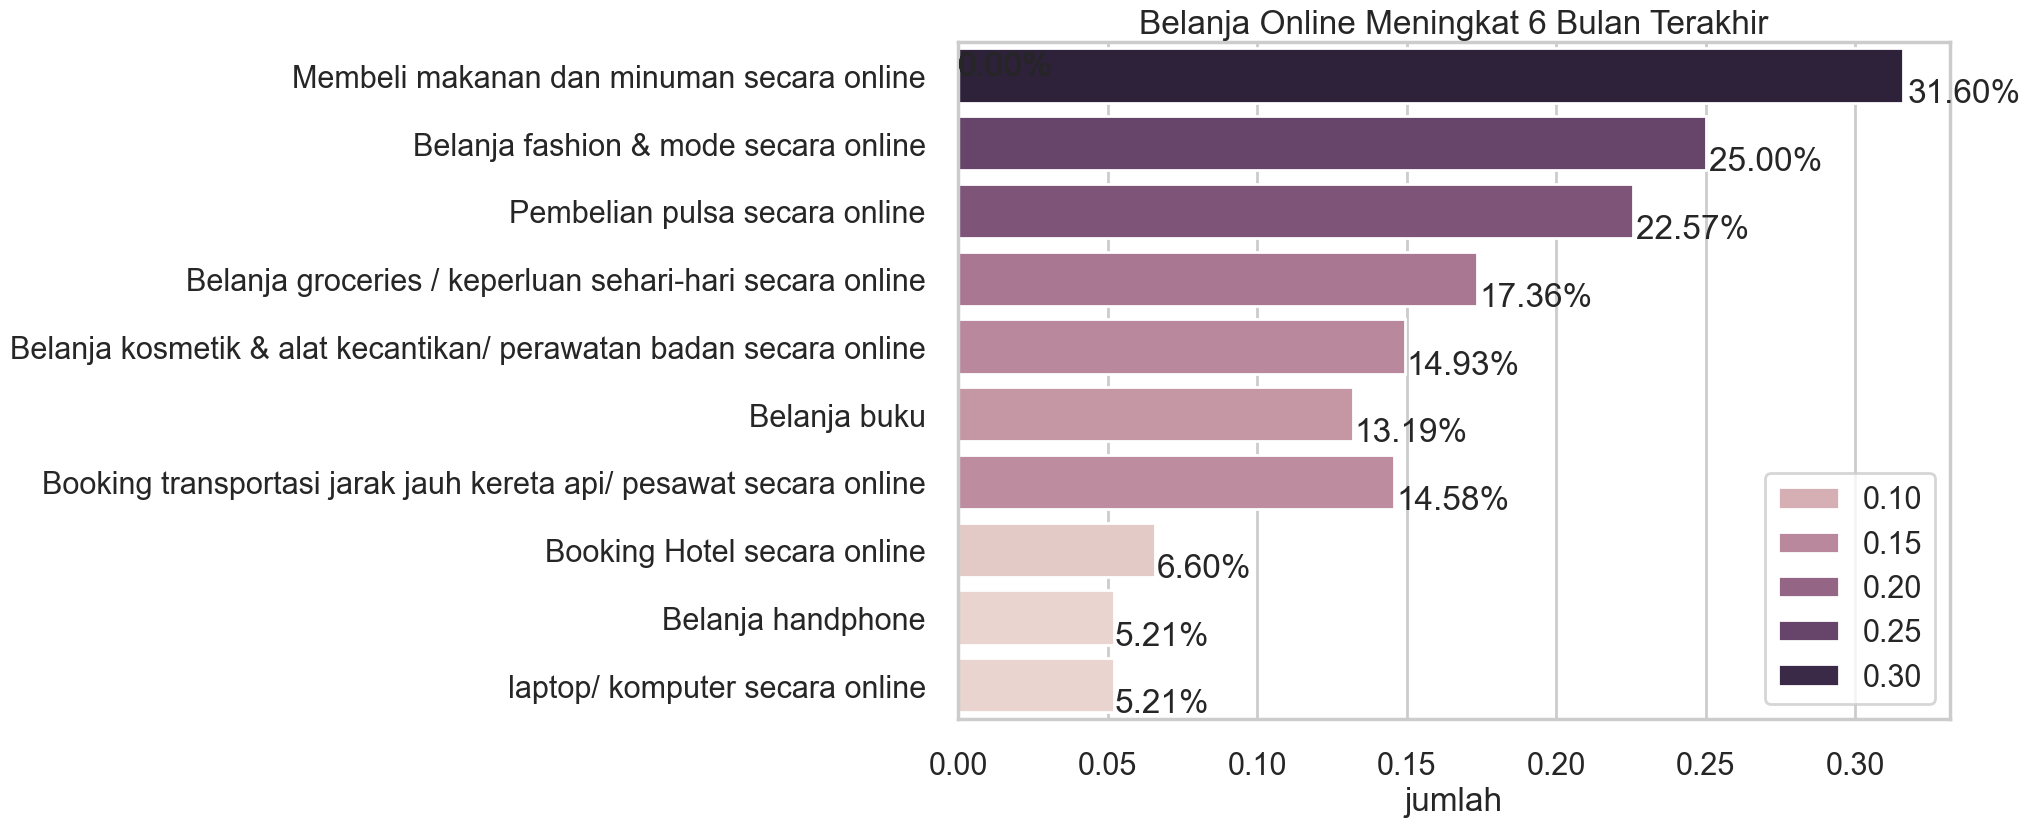 Belanja Online Meningkat 6 Bulan Terakhir
Membeli makanan dan minuman secara online
0.00%
31.60%
Belanja fashion & mode secara online
25.00%
Pembelian pulsa secara online
22.57%
Belanja groceries / keperluan sehari-hari secara online
17.36%
Belanja kosmetik & alat kecantikan/ perawatan badan secara online
14.93%
Belanja buku
13.19%
Booking transportasi jarak jauh kereta api/ pesawat secara online
14.58%
Booking Hotel secara online
6.60%
Belanja handphone
5.21%
laptop/ komputer secara online
5.21%
0.10
0.15
0.20
0.25
0.30
0.00 0.05 0.10 0.15 0.20 0.25 0.30
jumlah